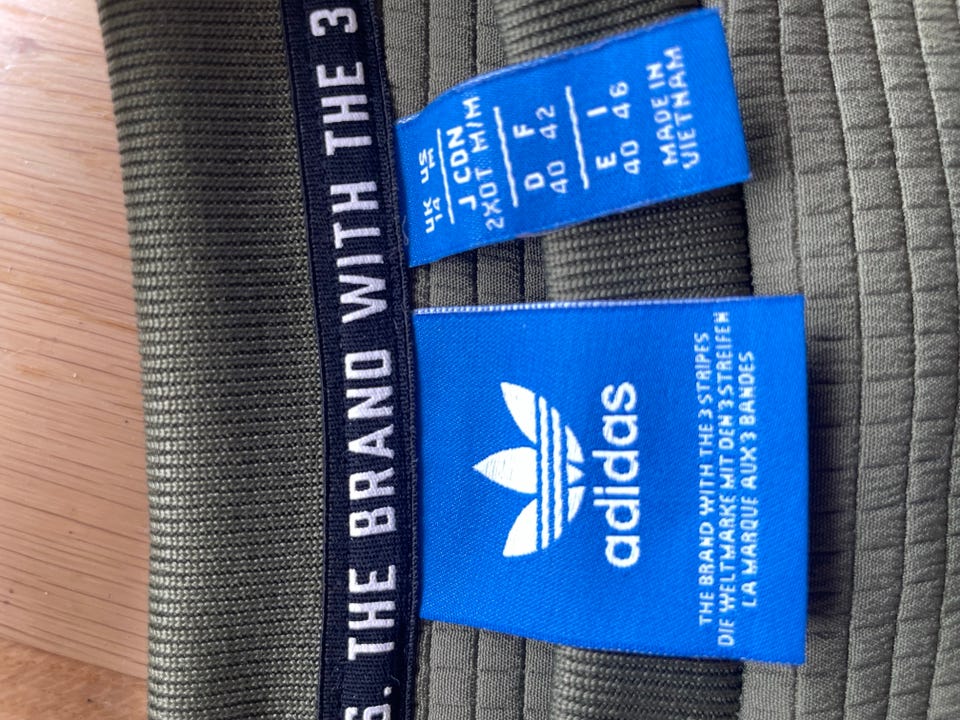 S. THE BRAND WITH THE 3
adidas
THE BRAND WITH THE 3 STRIPES
DIE WELTMARKE MIT DEN 3 STREIFEN
LA MARQUE AUX 3 BANDES
UK US
14 M
J CDN
2XOT M/M
D F
40 42
E I
40 46
MADE IN
VIETNAM